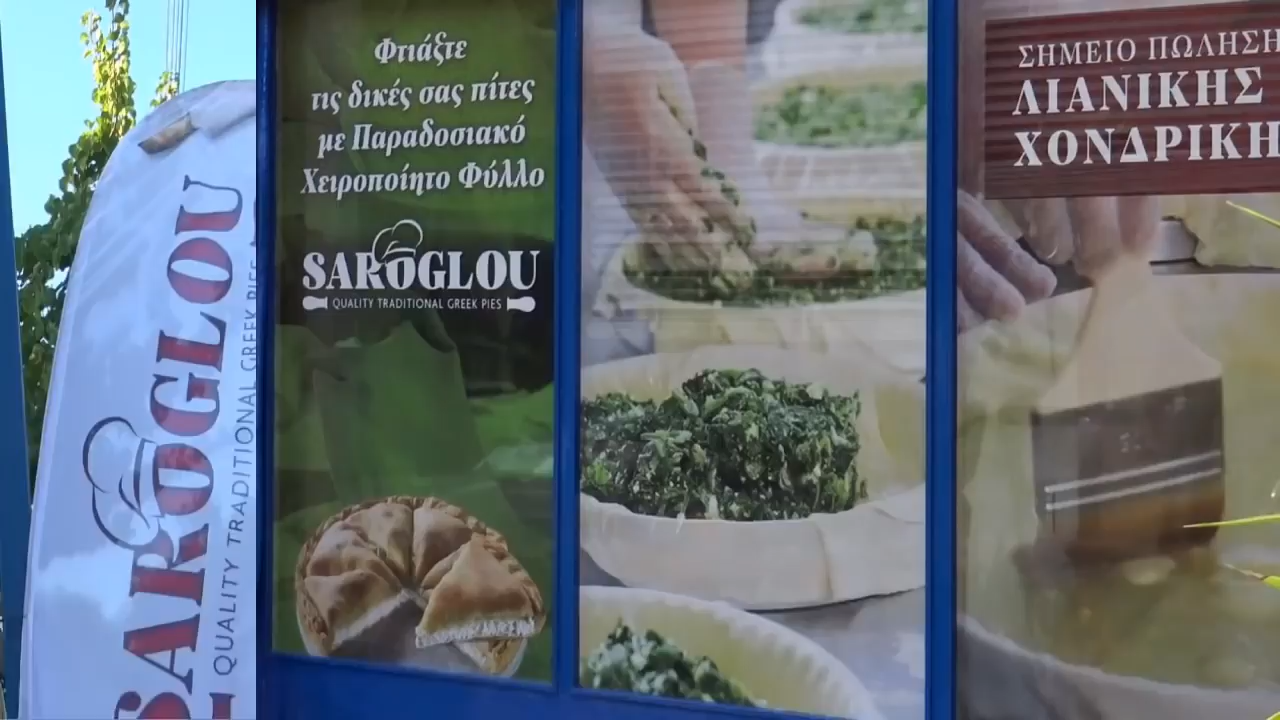 SAROGLOU
QUALITY TRADITIONAL GREEK PIES
Φτιάξτε
τις δικές σας πίτες
με Παραδοσιακό
Χειροποίητο Φύλλο
SAROGLOU
QUALITY TRADITIONAL GREEK PIES
ΣΗΜΕΙΟ ΠΩΛΗΣΗ
ΛΙΑΝΙΚΗΣ
ΧΟΝΔΡΙΚΗ